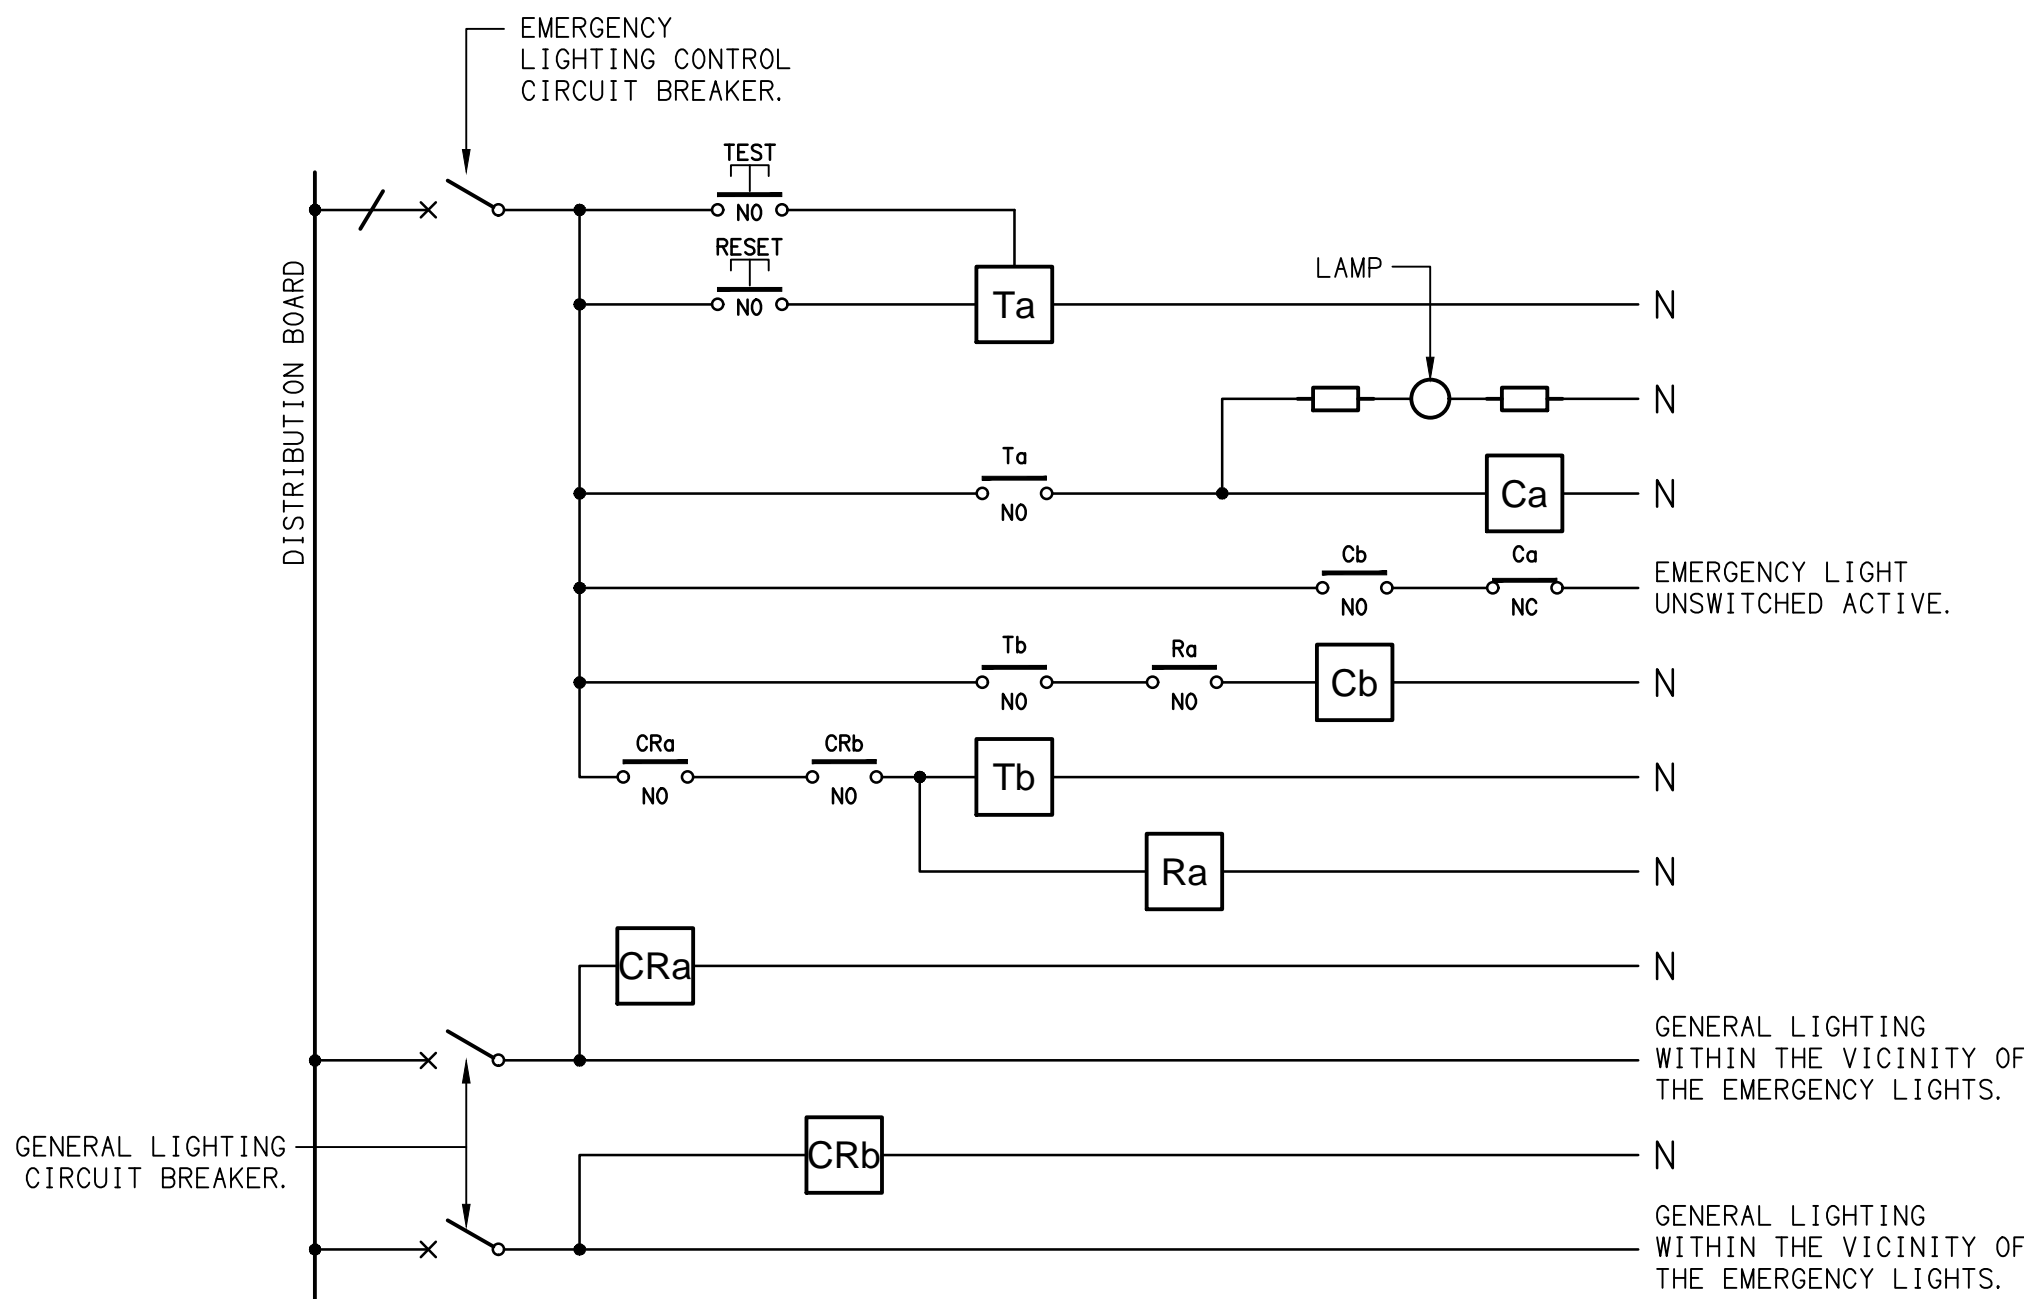 EMERGENCY
LIGHTING CONTROL
CIRCUIT BREAKER.
TEST
NO
RESET
NO
Ta
N
LAMP
N
DISTRIBUTION BOARD
Ta
NO
Ca
N
Cb
NO
Ca
NC
EMERGENCY LIGHT
UNSWITCHED ACTIVE.
Tb
NO
Ra
NO
Cb
N
CRa
NO
CRb
NO
Tb
N
Ra
N
CRa
N
GENERAL LIGHTING
WITHIN THE VICINITY OF
THE EMERGENCY LIGHTS.
GENERAL LIGHTING
CIRCUIT BREAKER.
CRb
N
GENERAL LIGHTING
WITHIN THE VICINITY OF
THE EMERGENCY LIGHTS.